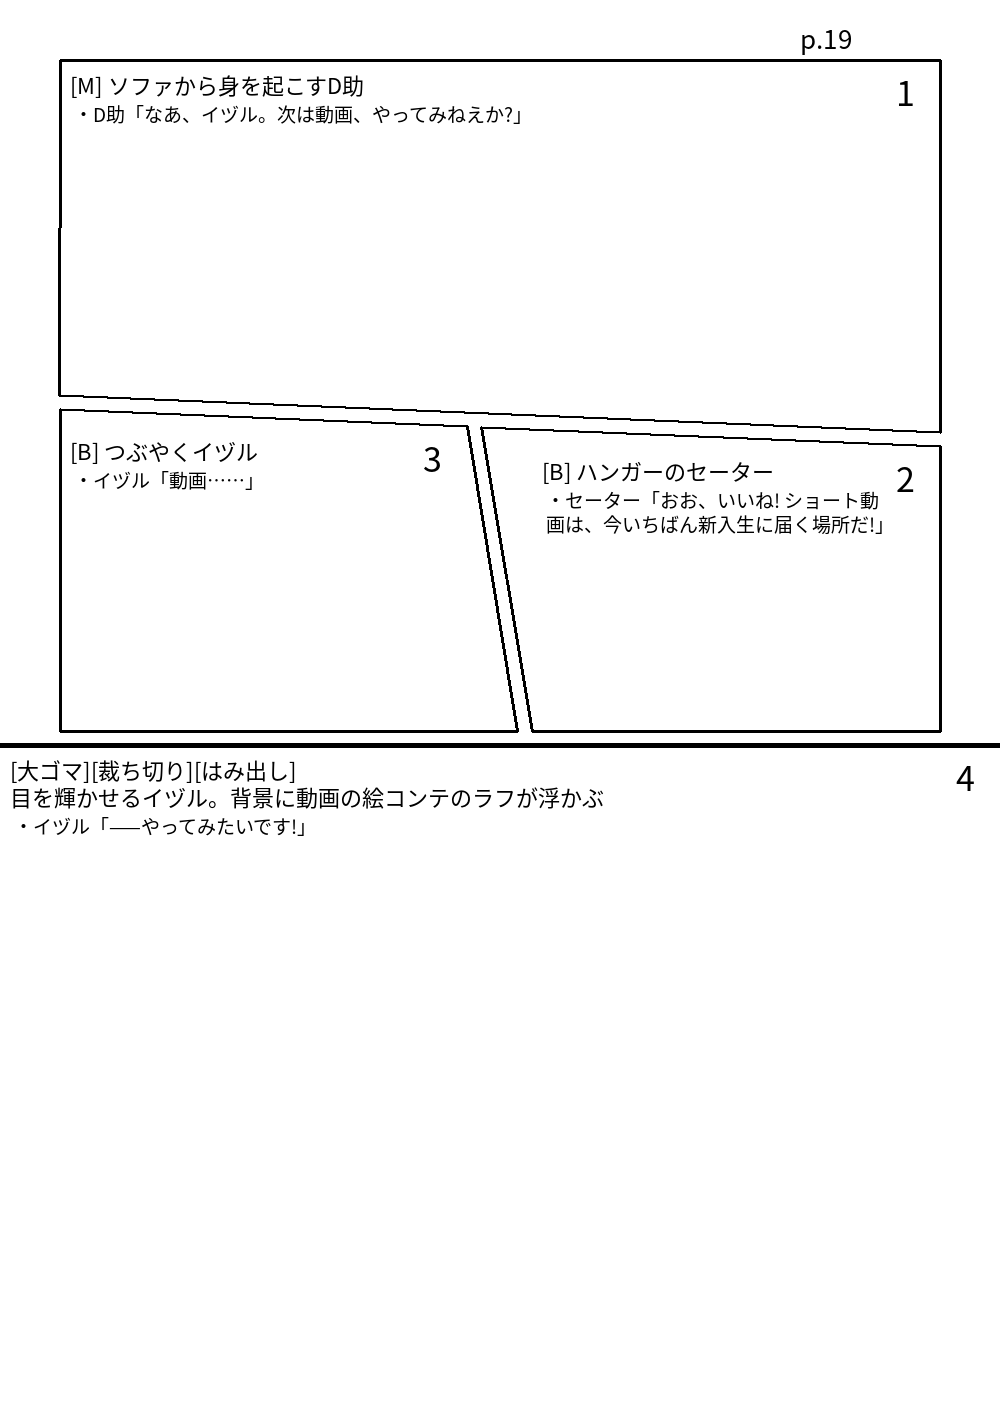 p.19
1
[M] ソファから身を起こすD助
・D助「なあ、イヅル。次は動画、やってみねえか?」
2
[B] ハンガーのセーター
・セーター「おお、いいね! ショート動
画は、今いちばん新入生に届く場所だ!」
3
[B] つぶやくイヅル
・イヅル「動画……」
4
[大ゴマ][裁ち切り][はみ出し]
目を輝かせるイヅル。背景に動画の絵コンテのラフが浮かぶ
・イヅル「――やってみたいです!」